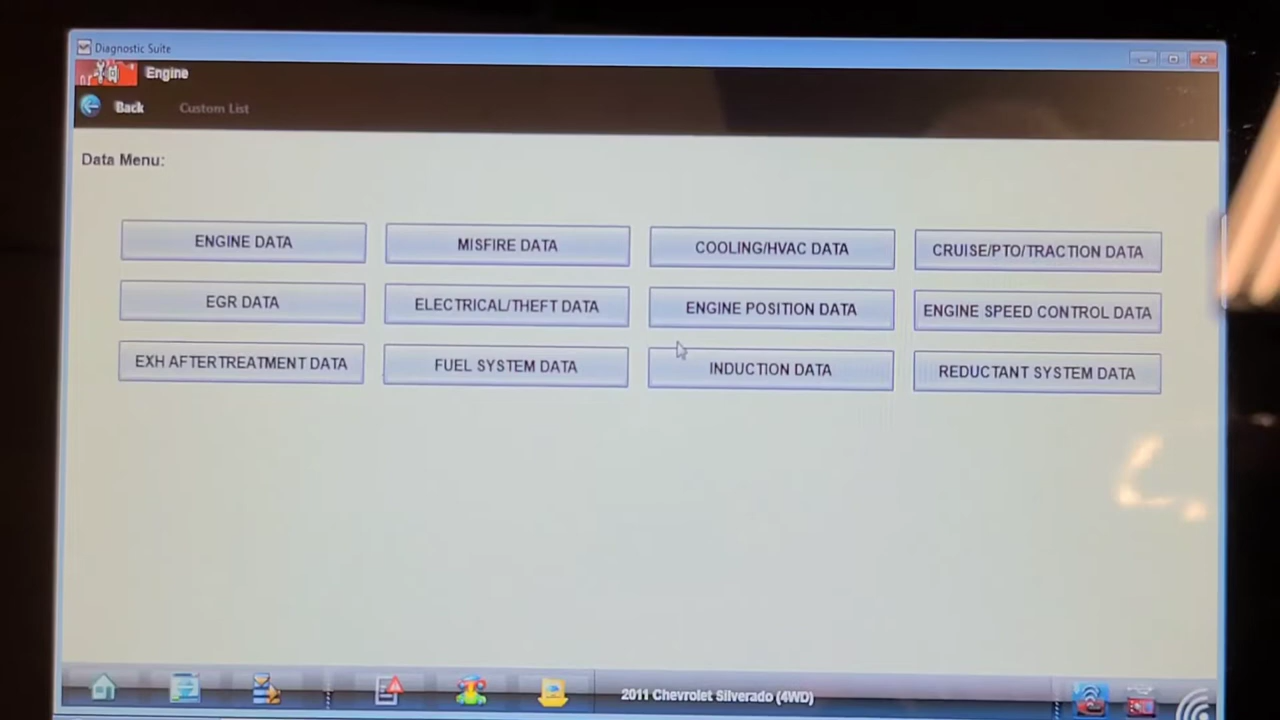 Diagnostic Suite
Engine
Back Custom List
Data Menu:
ENGINE DATA MISFIRE DATA COOLING/HVAC DATA CRUISE/PTO/TRACTION DATA
EGR DATA ELECTRICAL/THEFT DATA ENGINE POSITION DATA ENGINE SPEED CONTROL DATA
EXH AFTERTREATMENT DATA FUEL SYSTEM DATA INDUCTION DATA REDUCTANT SYSTEM DATA
2011 Chevrolet Silverado (4WD)